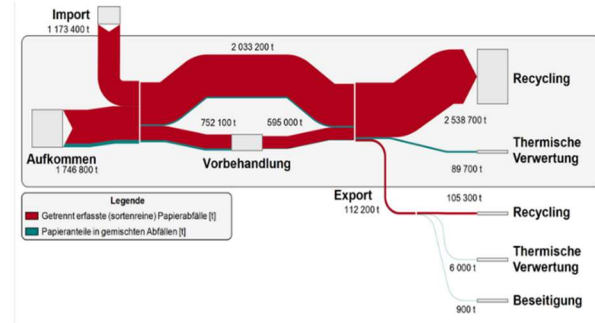 Import
1 173 400 t
2 033 200 t
Recycling
2 538 700 t
752 100 t
595 000 t
Aufkommen
1 746 800 t
Vorbehandlung
Thermische
Verwertung
89 700 t
Export
112 200 t
105 300 t
Recycling
Legende
Getrennt erfasste (sortenreine) Papierabfälle [t]
Papieranteile in gemischten Abfällen [t]
Thermische
Verwertung
6 000 t
900 t
Beseitigung